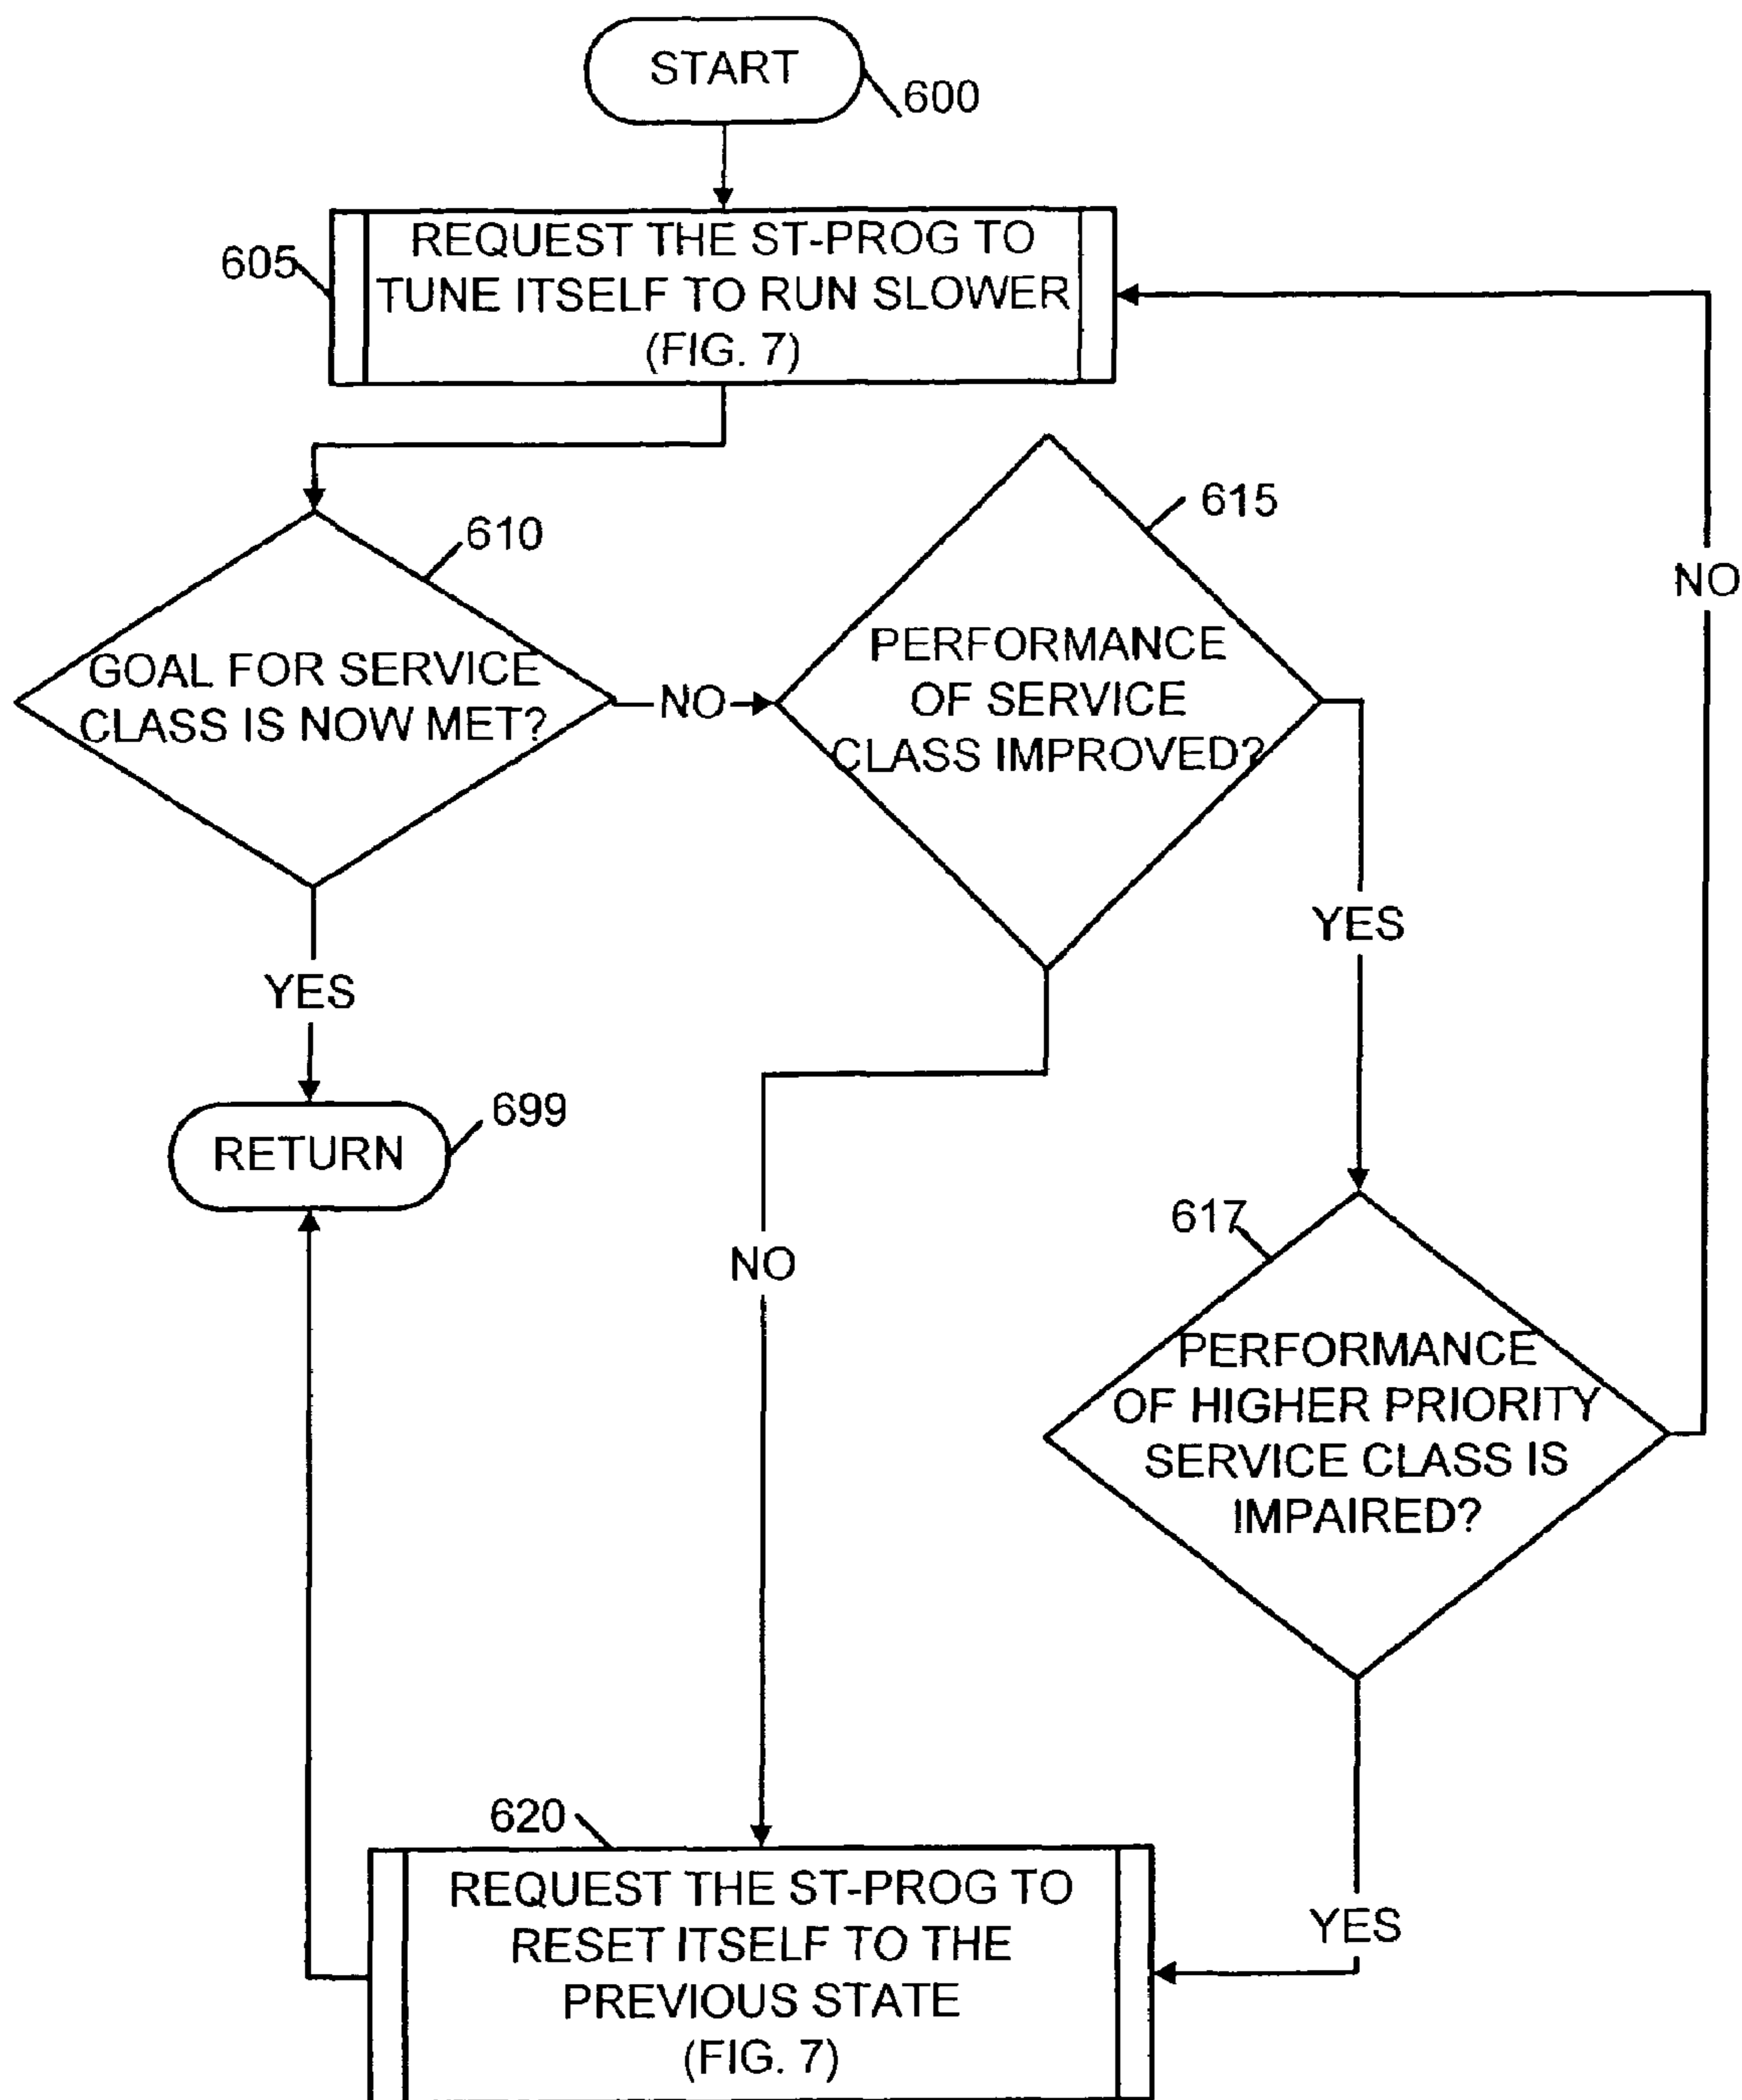 START
600
605
REQUEST THE ST-PROG TO
TUNE ITSELF TO RUN SLOWER
(FIG. 7)
610
GOAL FOR SERVICE
CLASS IS NOW MET?
NO
615
PERFORMANCE
OF SERVICE
CLASS IMPROVED?
NO
YES
YES
RETURN
699
NO
617
PERFORMANCE
OF HIGHER PRIORITY
SERVICE CLASS IS
IMPAIRED?
YES
620
REQUEST THE ST-PROG TO
RESET ITSELF TO THE
PREVIOUS STATE
(FIG. 7)